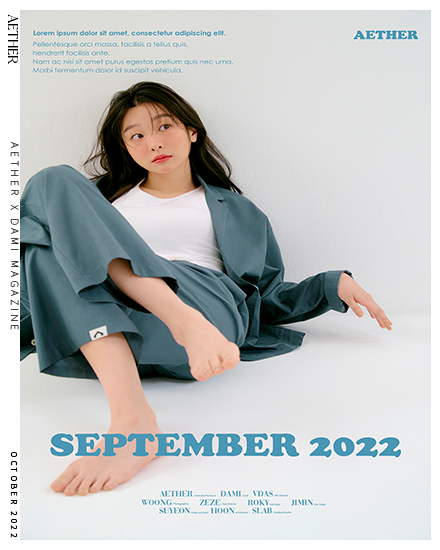 Lorem ipsum dolor sit amet, consectetur adipiscing elit.
Pellentesque orci massa, facilisis a tellus quis,
hendrerit facilisis ante.
Nam ac nisi sit amet purus egestas pretium quis nec uma.
Morbi fermentum dolor id suscipit vehicula.
AETHER
AETHER
AETHER X DAMI MAGAZINE
OCTOBER 2022
SEPTEMBER 2022
AETHER DAMI VDAS
WOONG ZEZE ROKY JIMIN
SUYEON HOON SLAB